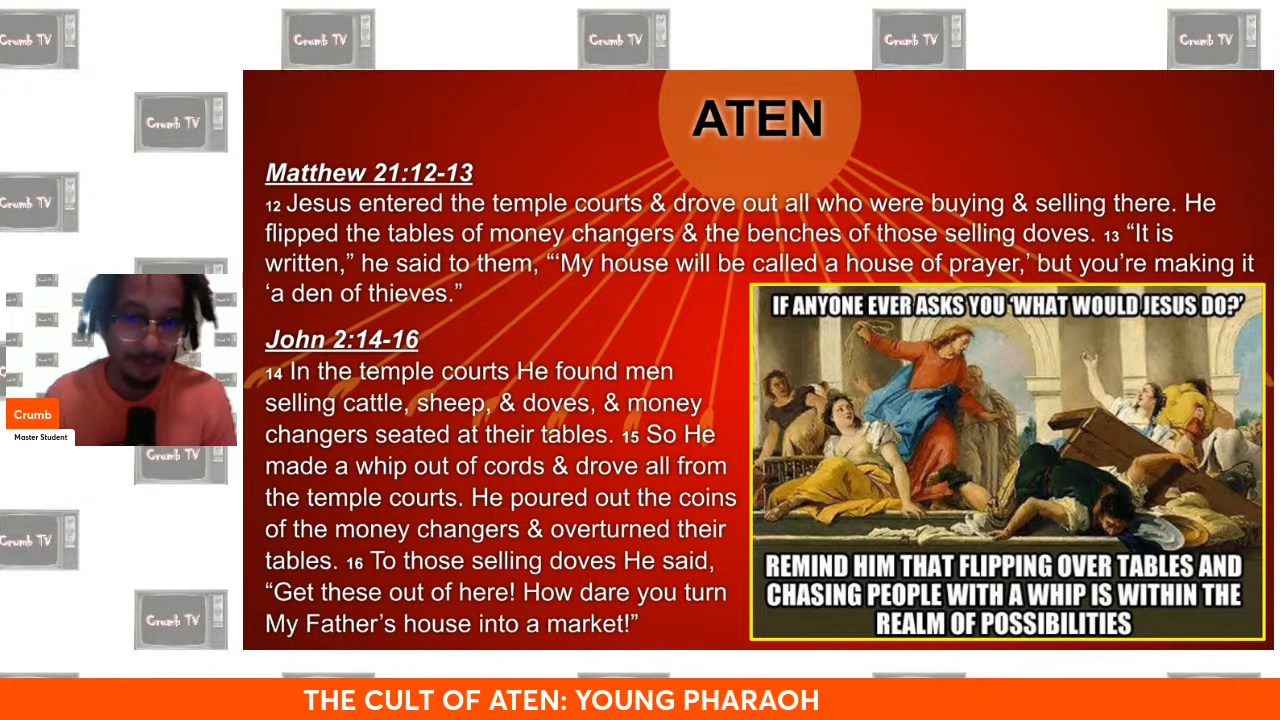 Crumb TV
Crumb TV
Crumb TV
Crumb TV
Crumb TV
Crumb TV
Crumb TV
ATEN
Matthew 21:12-13
12 Jesus entered the temple courts & drove out all who were buying & selling there. He
flipped the tables of money changers & the benches of those selling doves. 13 “It is
written,” he said to them, “‘My house will be called a house of prayer,’ but you’re making it
‘a den of thieves.”
John 2:14-16
14 In the temple courts He found men
selling cattle, sheep, & doves, & money
changers seated at their tables. 15 So He
made a whip out of cords & drove all from
the temple courts. He poured out the coins
of the money changers & overturned their
tables. 16 To those selling doves He said,
“Get these out of here! How dare you turn
My Father’s house into a market!”
IF ANYONE EVER ASKS YOU 'WHAT WOULD JESUS DO?'
REMIND HIM THAT FLIPPING OVER TABLES AND
CHASING PEOPLE WITH A WHIP IS WITHIN THE
REALM OF POSSIBILITIES
Crumb
Master Student
Crumb TV
Crumb TV
Crumb TV
THE CULT OF ATEN: YOUNG PHARAOH